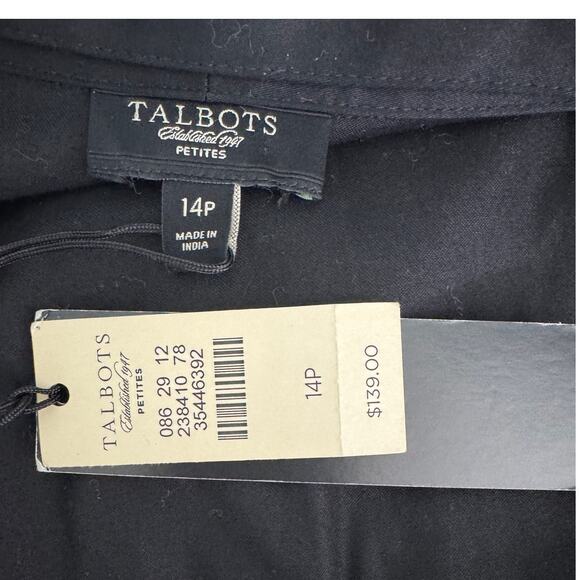 TALBOTS
Established 1947
PETITES
14P
MADE IN
INDIA
TALBOTS
Established 1947
PETITES
086 29 12
238410 78
35446392
14P
$139.00